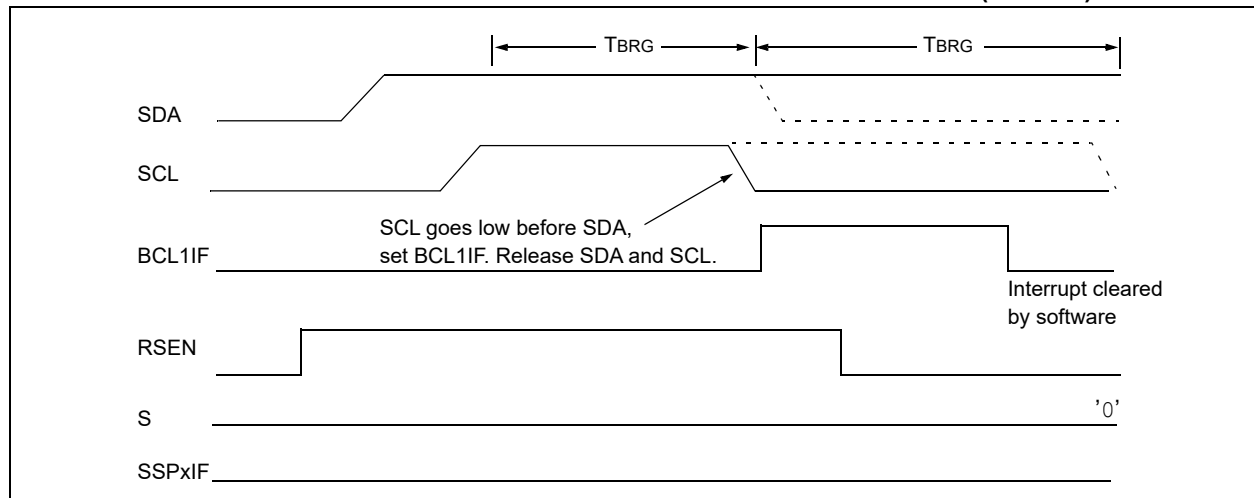 TBRG TBRG
SDA
SCL
SCL goes low before SDA,
set BCL1IF. Release SDA and SCL.
BCL1IF
Interrupt cleared
by software
RSEN
S
'0'
SSPxIF